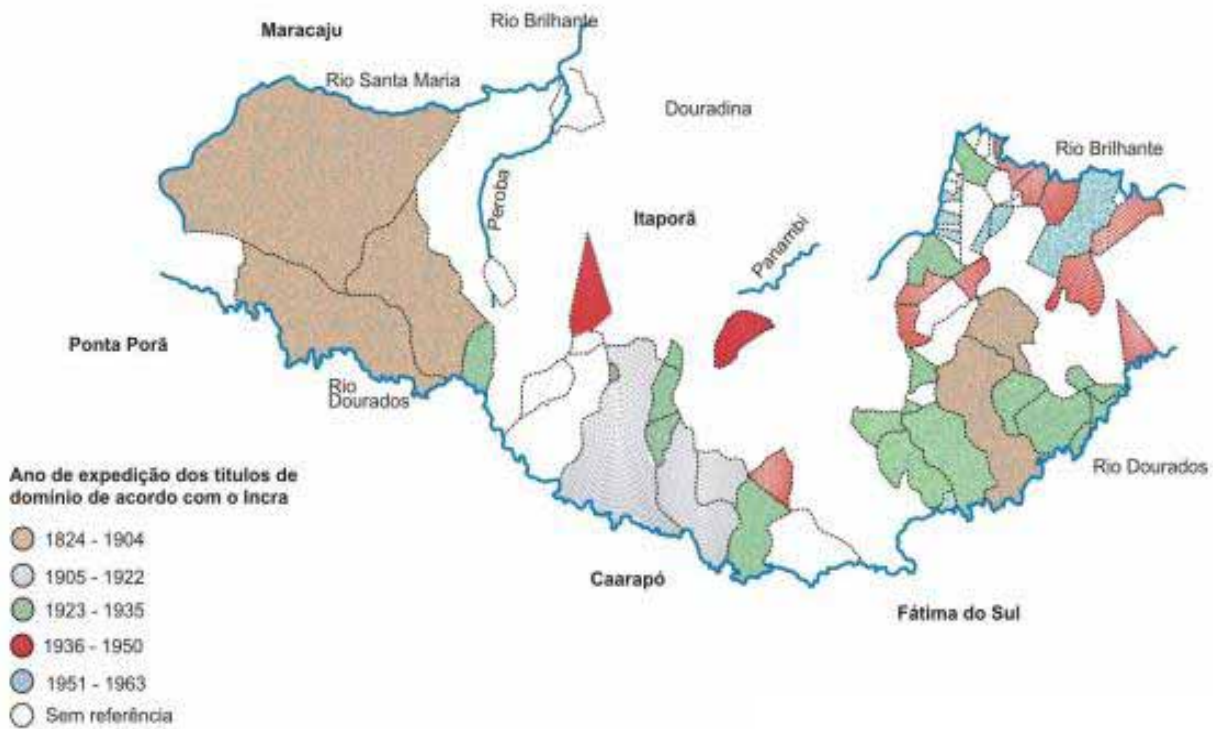 Rio Brilhante
Maracaju
Rio Santa Maria
Douradina
Rio Brilhante
Peroba
Itaporã
Panambi
Ponta Porã
Rio
Dourados
Rio Dourados
Ano de expedição dos titulos de
domínio de acordo com o Incra
1824 - 1904
1905 - 1922
1923 - 1935
1936 - 1950
1951 - 1963
Sem referência
Caarapó
Fátima do Sul